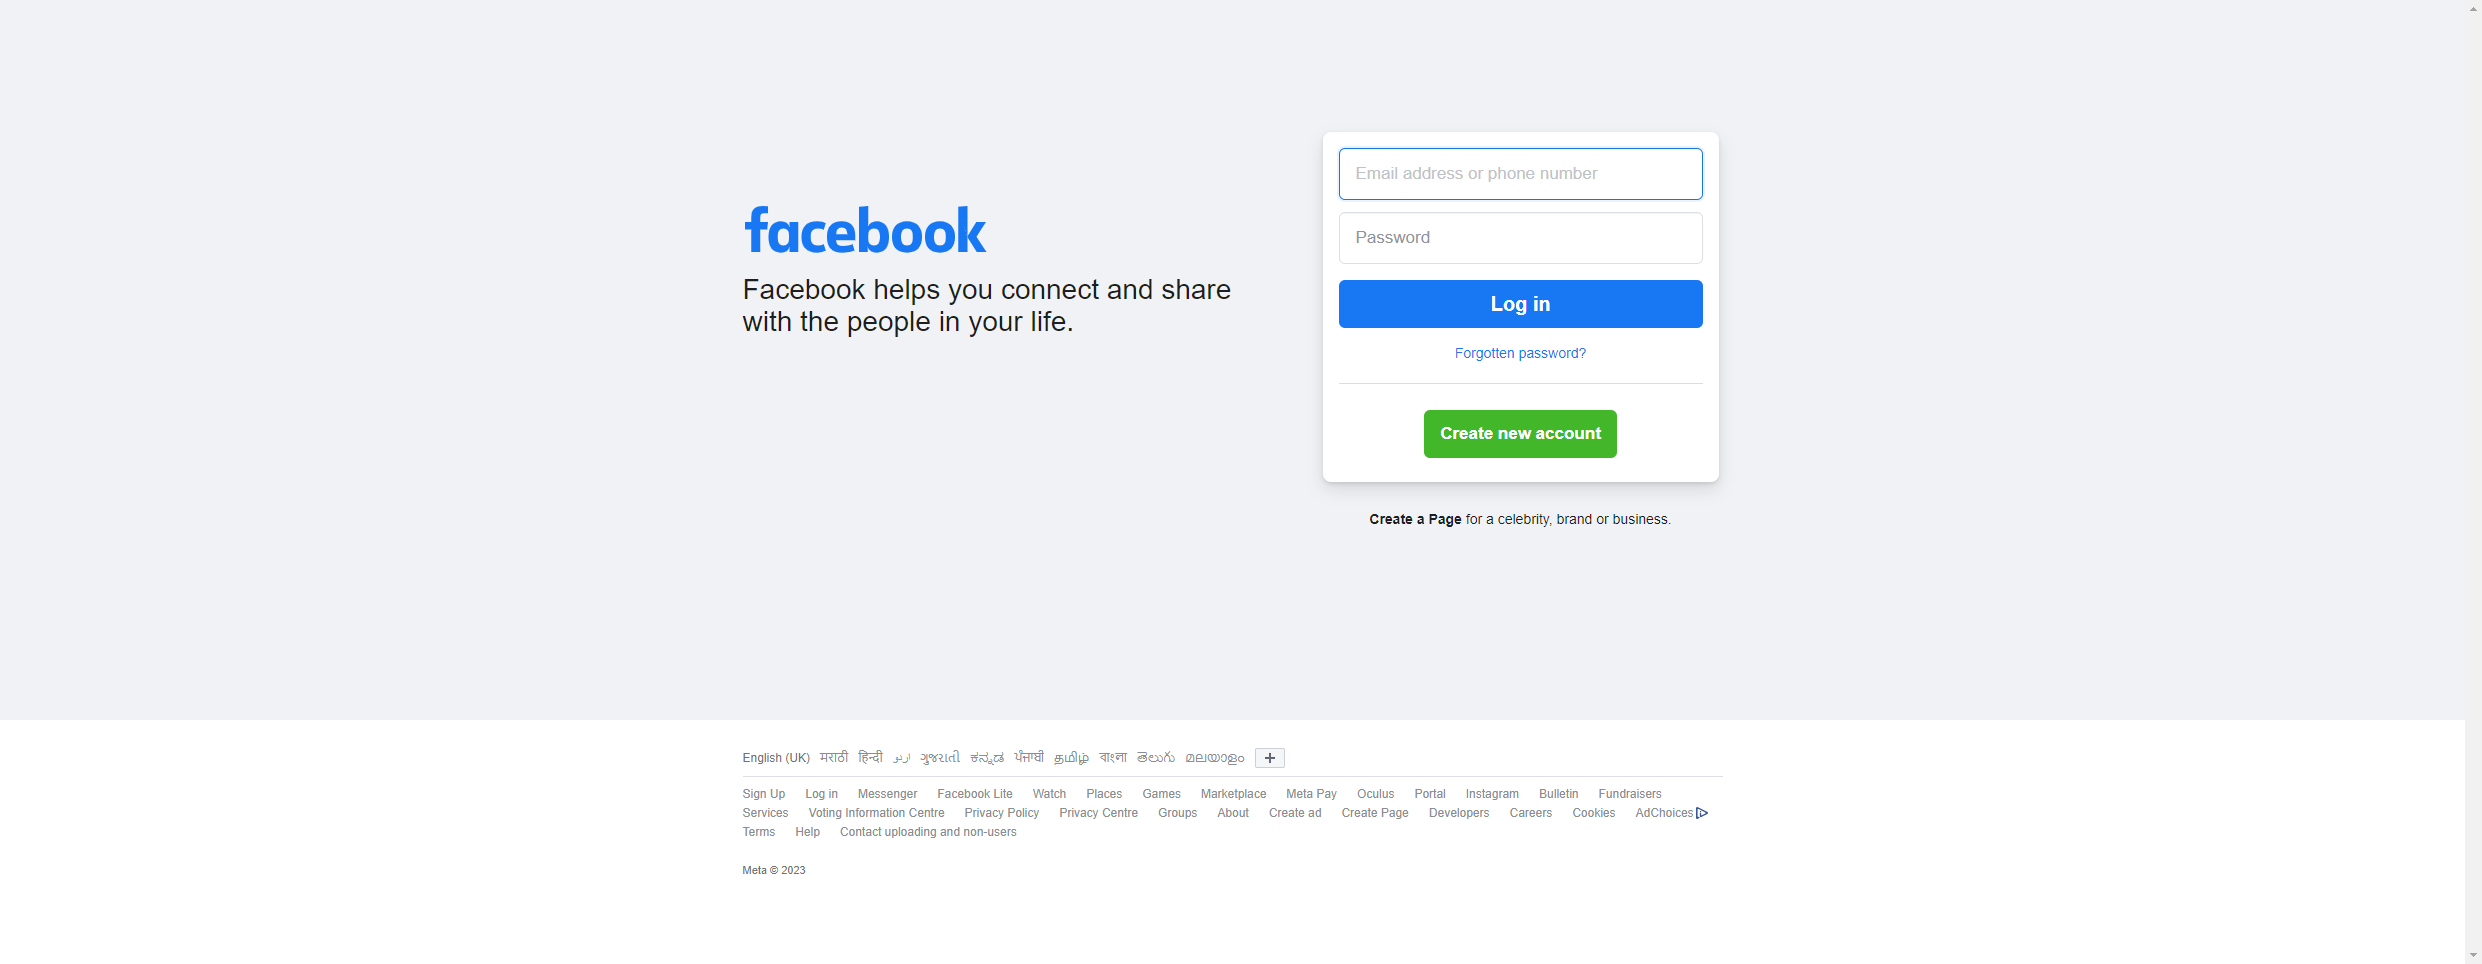 facebook
Facebook helps you connect and share
with the people in your life.
Email address or phone number
Password
Log in
Forgotten password?
Create new account
Create a Page for a celebrity, brand or business.
English (UK) मराठी हिन्दी اردو ગુજરાતી ಕನ್ನಡ ਪੰਜਾਬੀ தமிழ் বাংলা తెలుగు മലയാളം
Sign Up Log in Messenger Facebook Lite Watch Places Games Marketplace Meta Pay Oculus Portal Instagram Bulletin Fundraisers
Services Voting Information Centre Privacy Policy Privacy Centre Groups About Create ad Create Page Developers Careers Cookies AdChoices
Terms Help Contact uploading and non-users
Meta © 2023